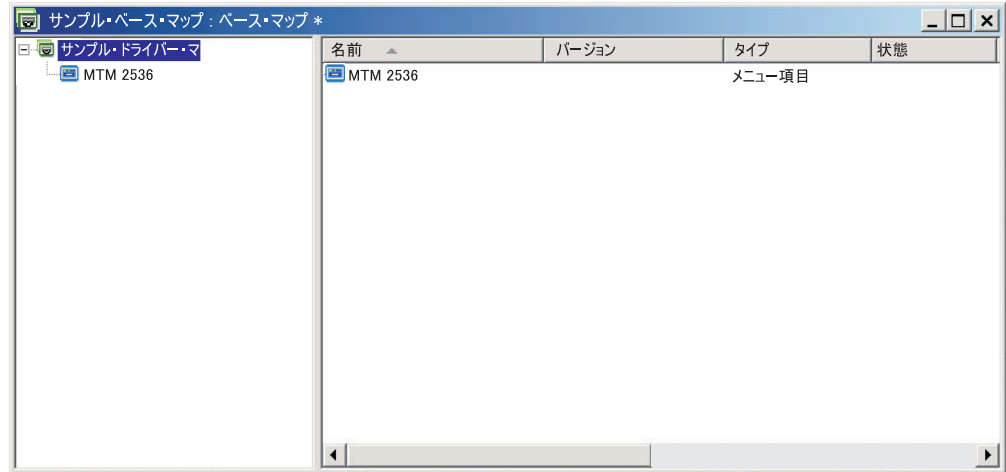 サンプル・ベース・マップ : ベース・マップ *
サンプル・ドライバー・マ
MTM 2536
名前 バージョン タイプ 状態
MTM 2536 メニュー項目